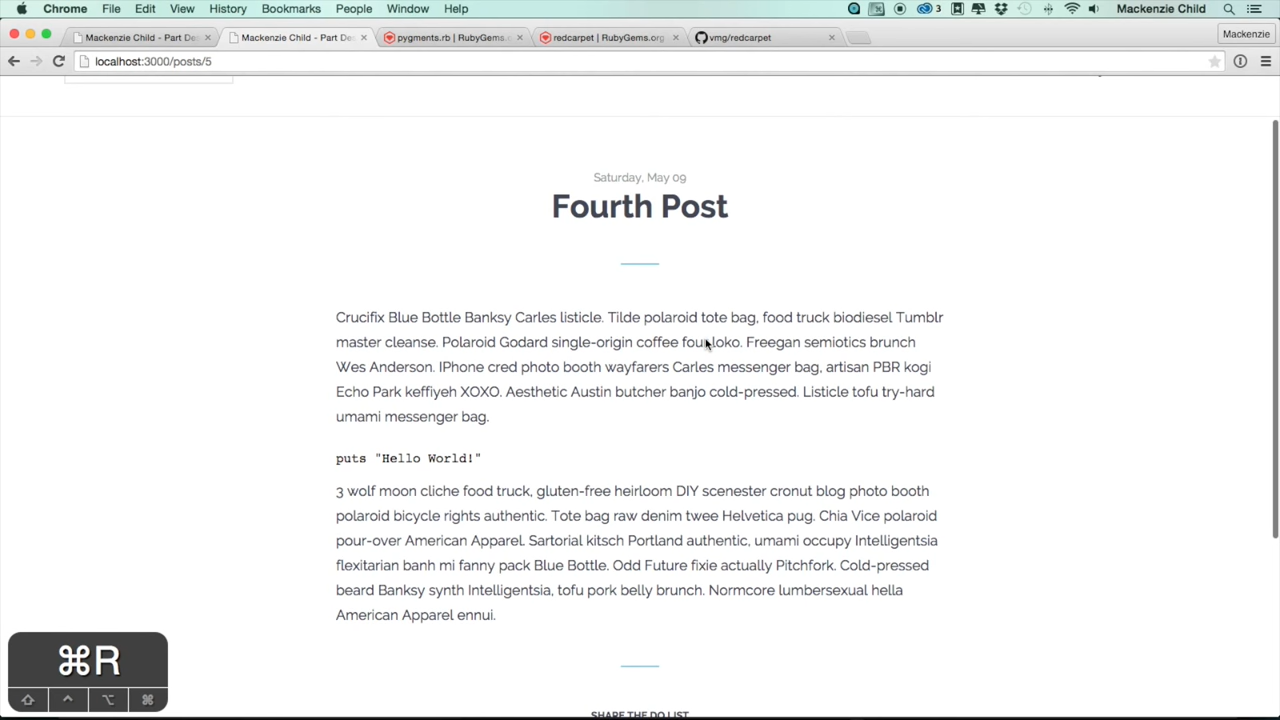 Chrome File Edit View History Bookmarks People Window Help 3 Mackenzie Child
Mackenzie Child - Part De
Mackenzie Child - Part De
pygments.rb | RubyGems.o
redcarpet | RubyGems.org
vmg/redcarpet
Mackenzie
localhost:3000/posts/5
Saturday, May 09
Fourth Post
Crucifix Blue Bottle Banksy Carles listicle. Tilde polaroid tote bag, food truck biodiesel Tumblr
master cleanse. Polaroid Godard single-origin coffee four loko. Freegan semiotics brunch
Wes Anderson. IPhone cred photo booth wayfarers Carles messenger bag, artisan PBR kogi
Echo Park keffiyeh XOXO. Aesthetic Austin butcher banjo cold-pressed. Listicle tofu try-hard
umami messenger bag.
puts "Hello World!"
3 wolf moon cliche food truck, gluten-free heirloom DIY scenester cronut blog photo booth
polaroid bicycle rights authentic. Tote bag raw denim twee Helvetica pug. Chia Vice polaroid
pour-over American Apparel. Sartorial kitsch Portland authentic, umami occupy Intelligentsia
flexitarian banh mi fanny pack Blue Bottle. Odd Future fixie actually Pitchfork. Cold-pressed
beard Banksy synth Intelligentsia, tofu pork belly brunch. Normcore lumbersexual hella
American Apparel ennui.
⌘R
SHARE THE DO LIST